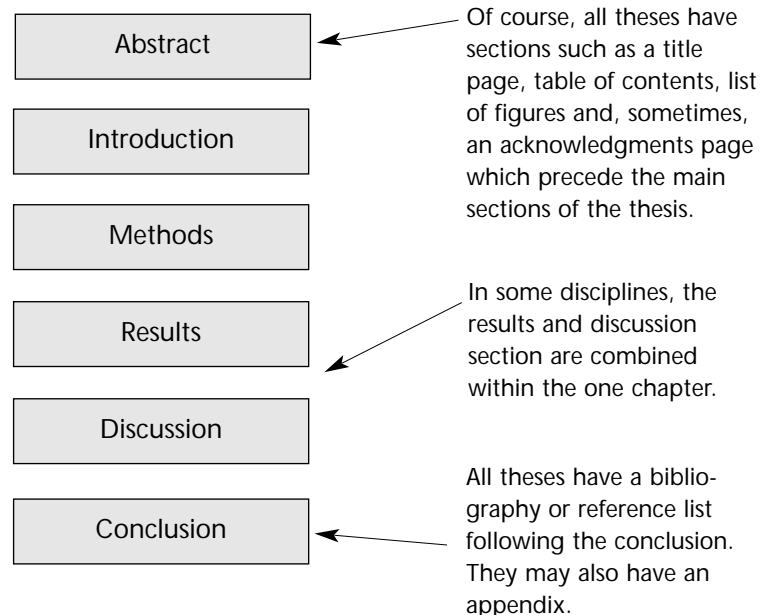 Abstract
Of course, all theses have
sections such as a title
page, table of contents, list
of figures and, sometimes,
an acknowledgments page
which precede the main
sections of the thesis.
Introduction
Methods
Results
In some disciplines, the
results and discussion
section are combined
within the one chapter.
Discussion
Conclusion
All theses have a biblio-
graphy or reference list
following the conclusion.
They may also have an
appendix.